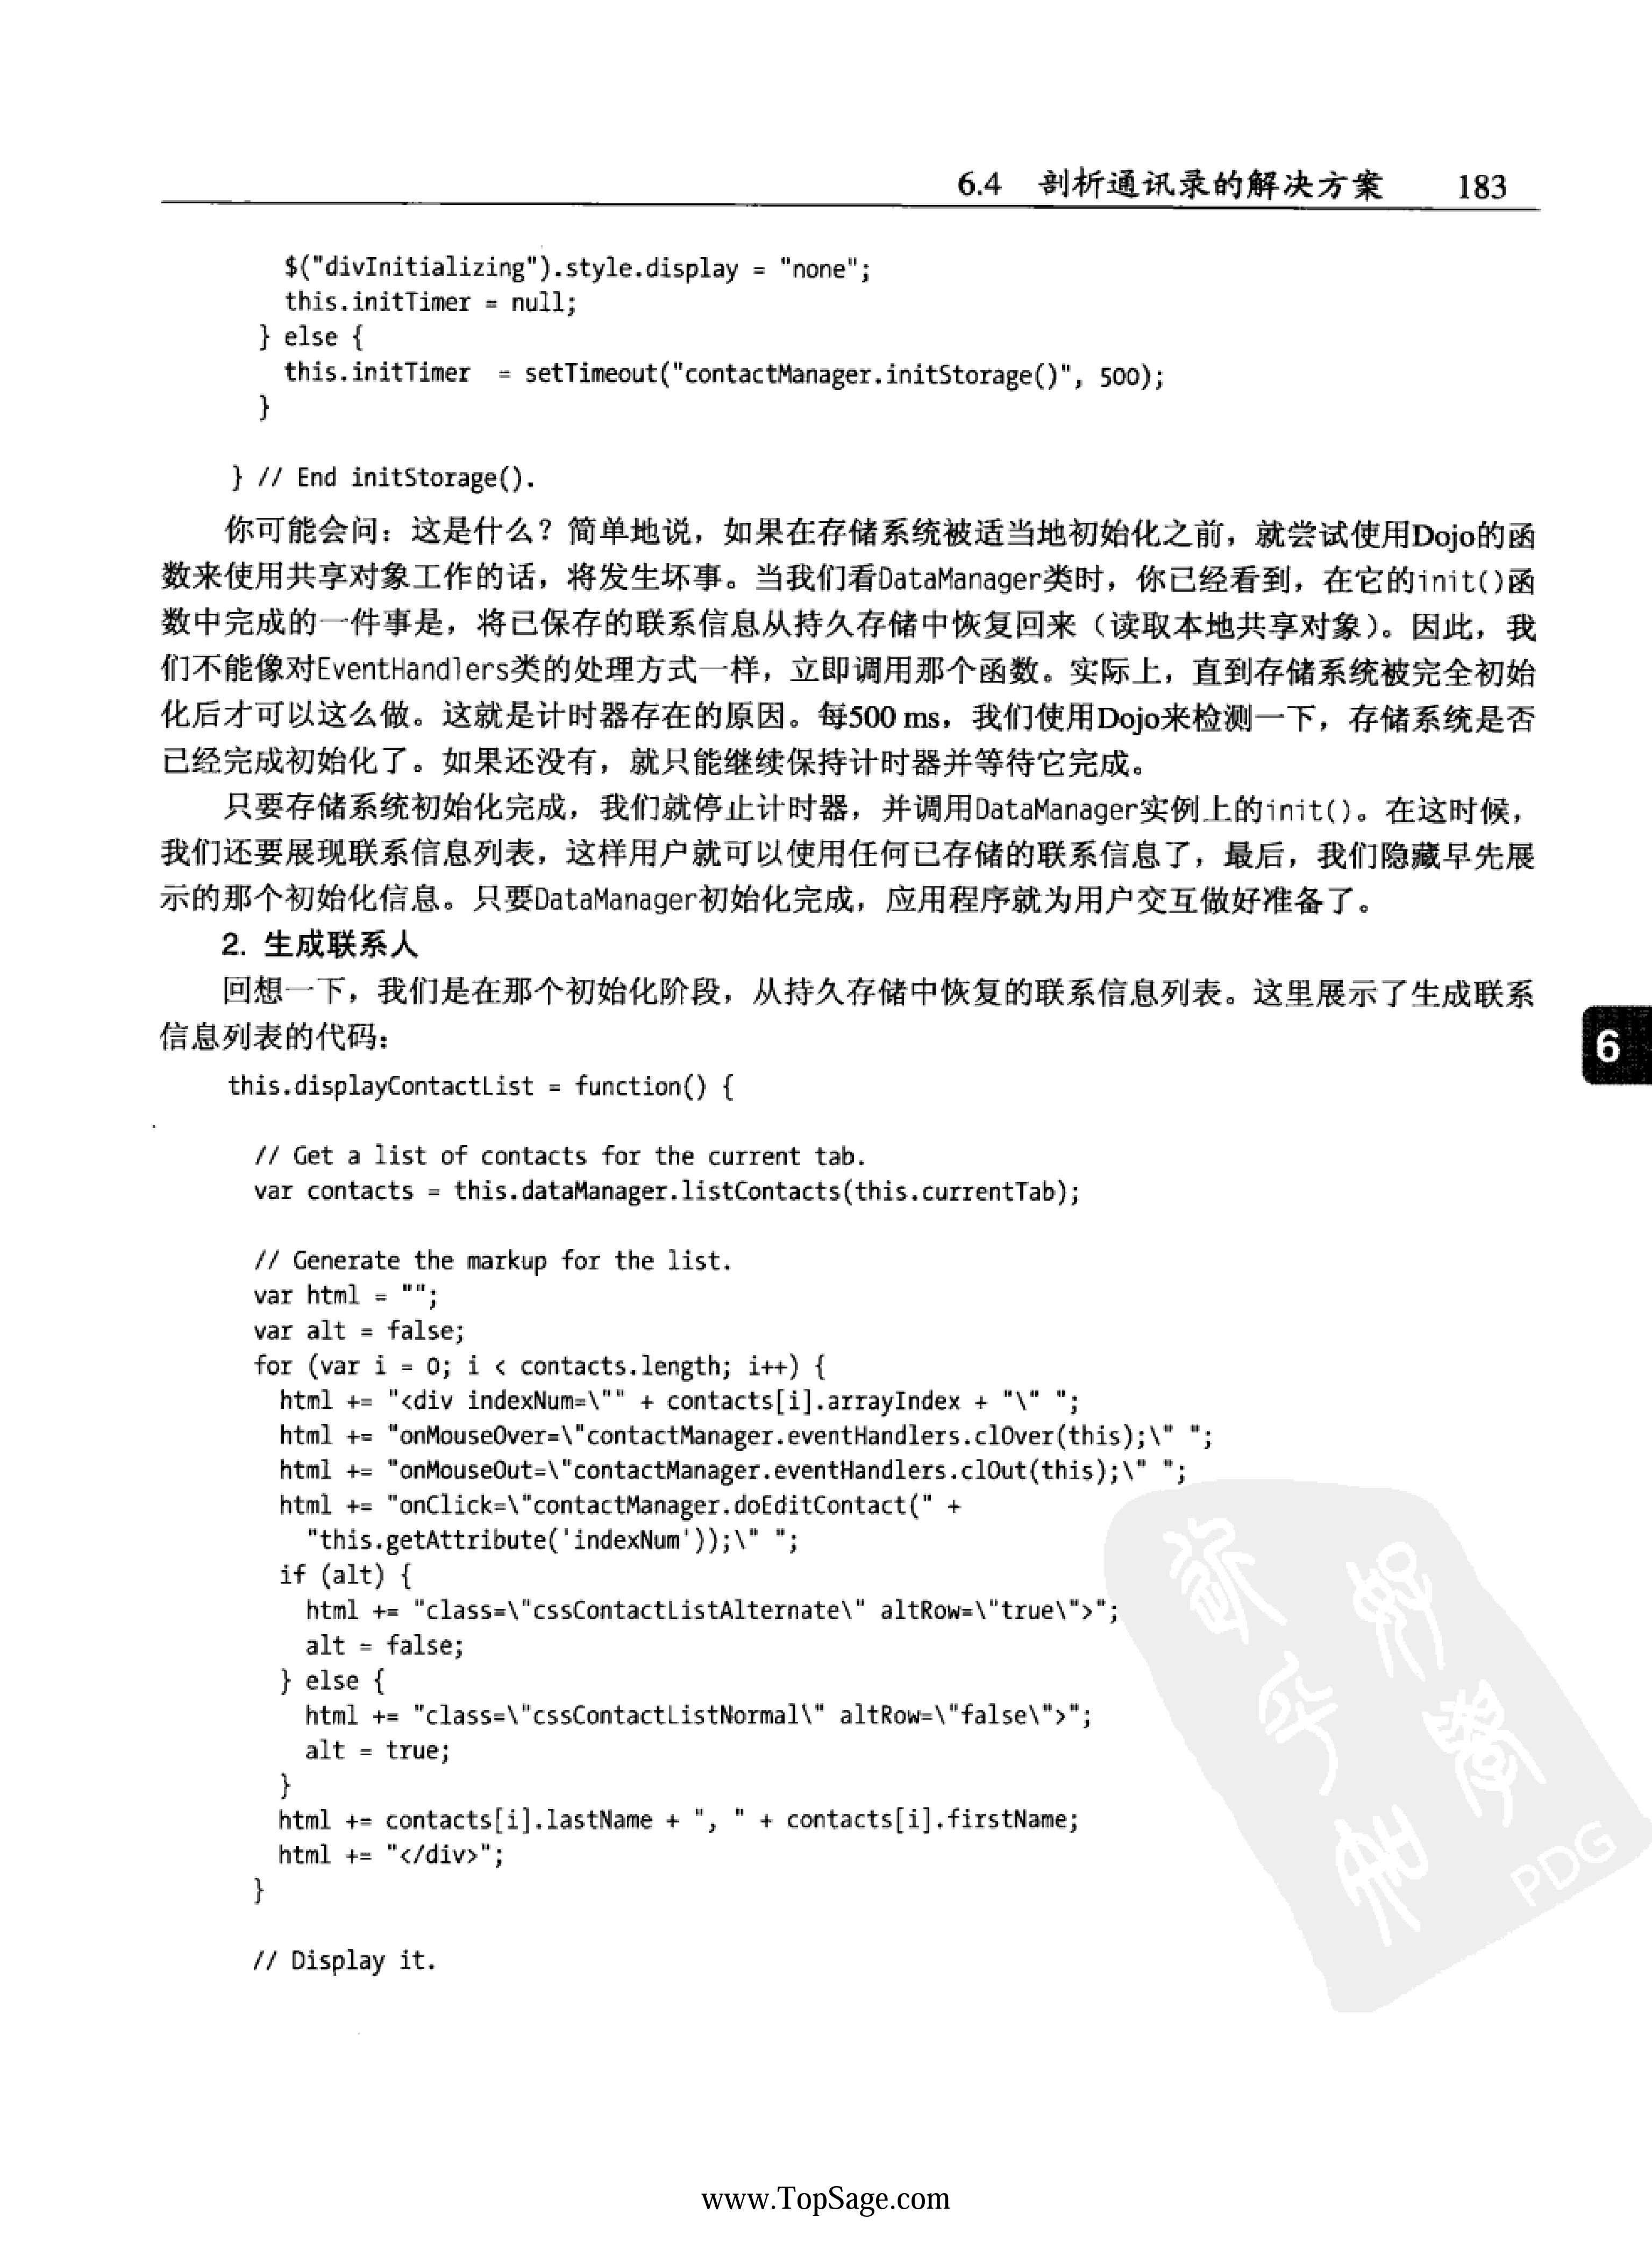 6.4 剖析通讯录的解决方案 183
$("divInitializing").style.display = "none";
this.initTimer = null;
} else {
this.initTimer = setTimeout("contactManager.initStorage()", 500);
}
} // End initStorage().
你可能会问：这是什么？简单地说，如果在存储系统被适当地初始化之前，就尝试使用Dojo的函
数来使用共享对象工作的话，将发生坏事。当我们看DataManager类时，你已经看到，在它的init()函
数中完成的一件事是，将已保存的联系信息从持久存储中恢复回来（读取本地共享对象）。因此，我
们不能像对EventHandlers类的处理方式一样，立即调用那个函数。实际上，直到存储系统被完全初始
化后才可以这么做。这就是计时器存在的原因。每500 ms，我们使用Dojo来检测一下，存储系统是否
已经完成初始化了。如果还没有，就只能继续保持计时器并等待它完成。
只要存储系统初始化完成，我们就停止计时器，并调用DataManager实例上的init()。在这时候，
我们还要展现联系信息列表，这样用户就可以使用任何已存储的联系信息了，最后，我们隐藏早先展
示的那个初始化信息。只要DataManager初始化完成，应用程序就为用户交互做好准备了。
2. 生成联系人
回想一下，我们是在那个初始化阶段，从持久存储中恢复的联系信息列表。这里展示了生成联系
信息列表的代码：
6
this.displayContactList = function() {
// Get a list of contacts for the current tab.
var contacts = this.dataManager.listContacts(this.currentTab);
// Generate the markup for the list.
var html = "";
var alt = false;
for (var i = 0; i < contacts.length; i++) {
html += "<div indexNum=\"" + contacts[i].arrayIndex + "\" ";
html += "onMouseOver=\"contactManager.eventHandlers.clOver(this);\" ";
html += "onMouseOut=\"contactManager.eventHandlers.clOut(this);\" ";
html += "onClick=\"contactManager.doEditContact(" +
"this.getAttribute('indexNum'));\" ";
if (alt) {
html += "class=\"cssContactListAlternate\" altRow=\"true\">";
alt = false;
} else {
html += "class=\"cssContactListNormal\" altRow=\"false\">";
alt = true;
}
html += contacts[i].lastName + ", " + contacts[i].firstName;
html += "</div>";
}
// Display it.
PDG
www.TopSage.com